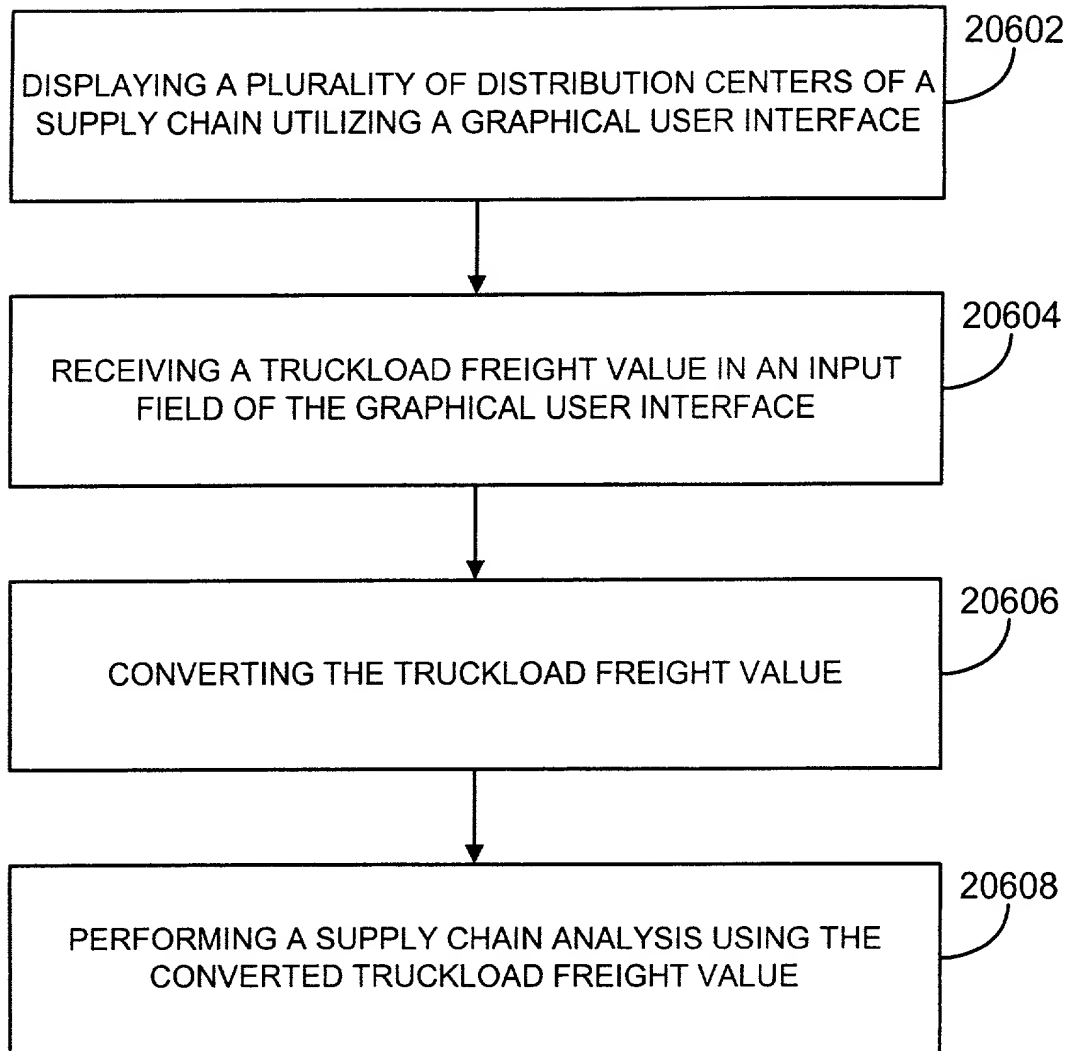 20602
DISPLAYING A PLURALITY OF DISTRIBUTION CENTERS OF A
SUPPLY CHAIN UTILIZING A GRAPHICAL USER INTERFACE
20604
RECEIVING A TRUCKLOAD FREIGHT VALUE IN AN INPUT
FIELD OF THE GRAPHICAL USER INTERFACE
20606
CONVERTING THE TRUCKLOAD FREIGHT VALUE
20608
PERFORMING A SUPPLY CHAIN ANALYSIS USING THE
CONVERTED TRUCKLOAD FREIGHT VALUE